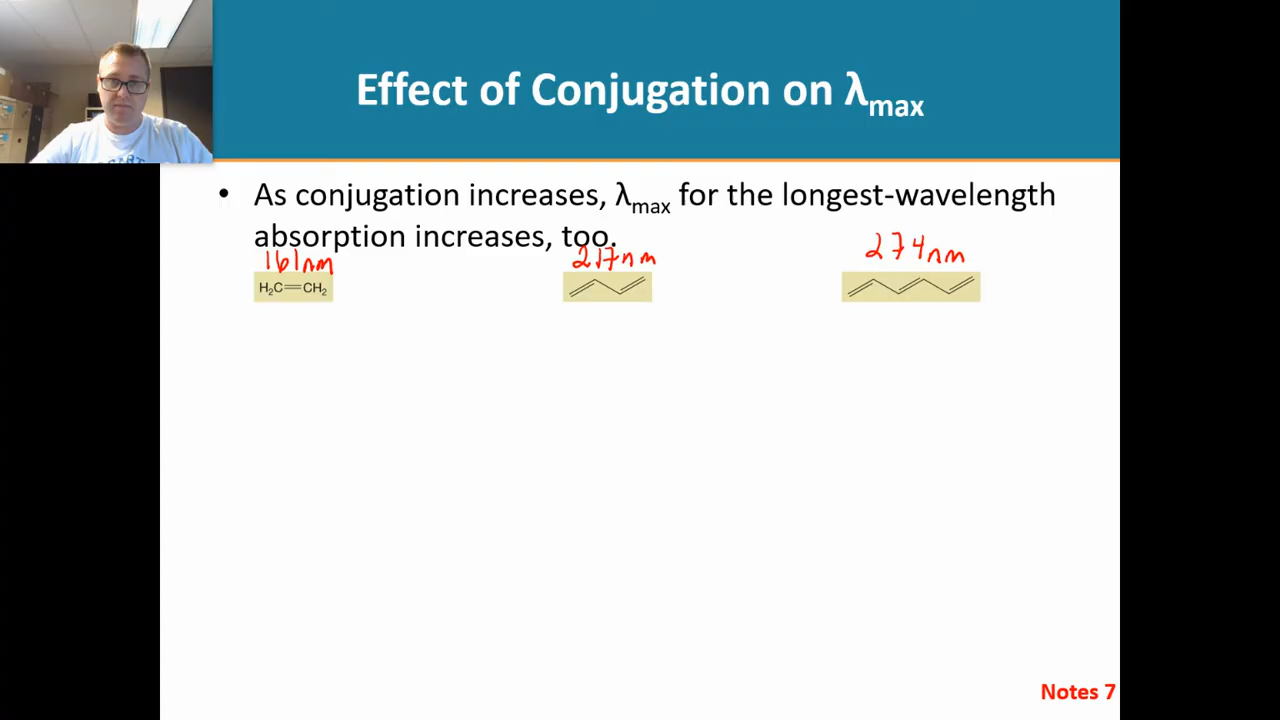 Effect of Conjugation on λmax
• As conjugation increases, λmax for the longest-wavelength
absorption increases, too.
161nm 217nm 274nm
H₂C=CH₂
Notes 7